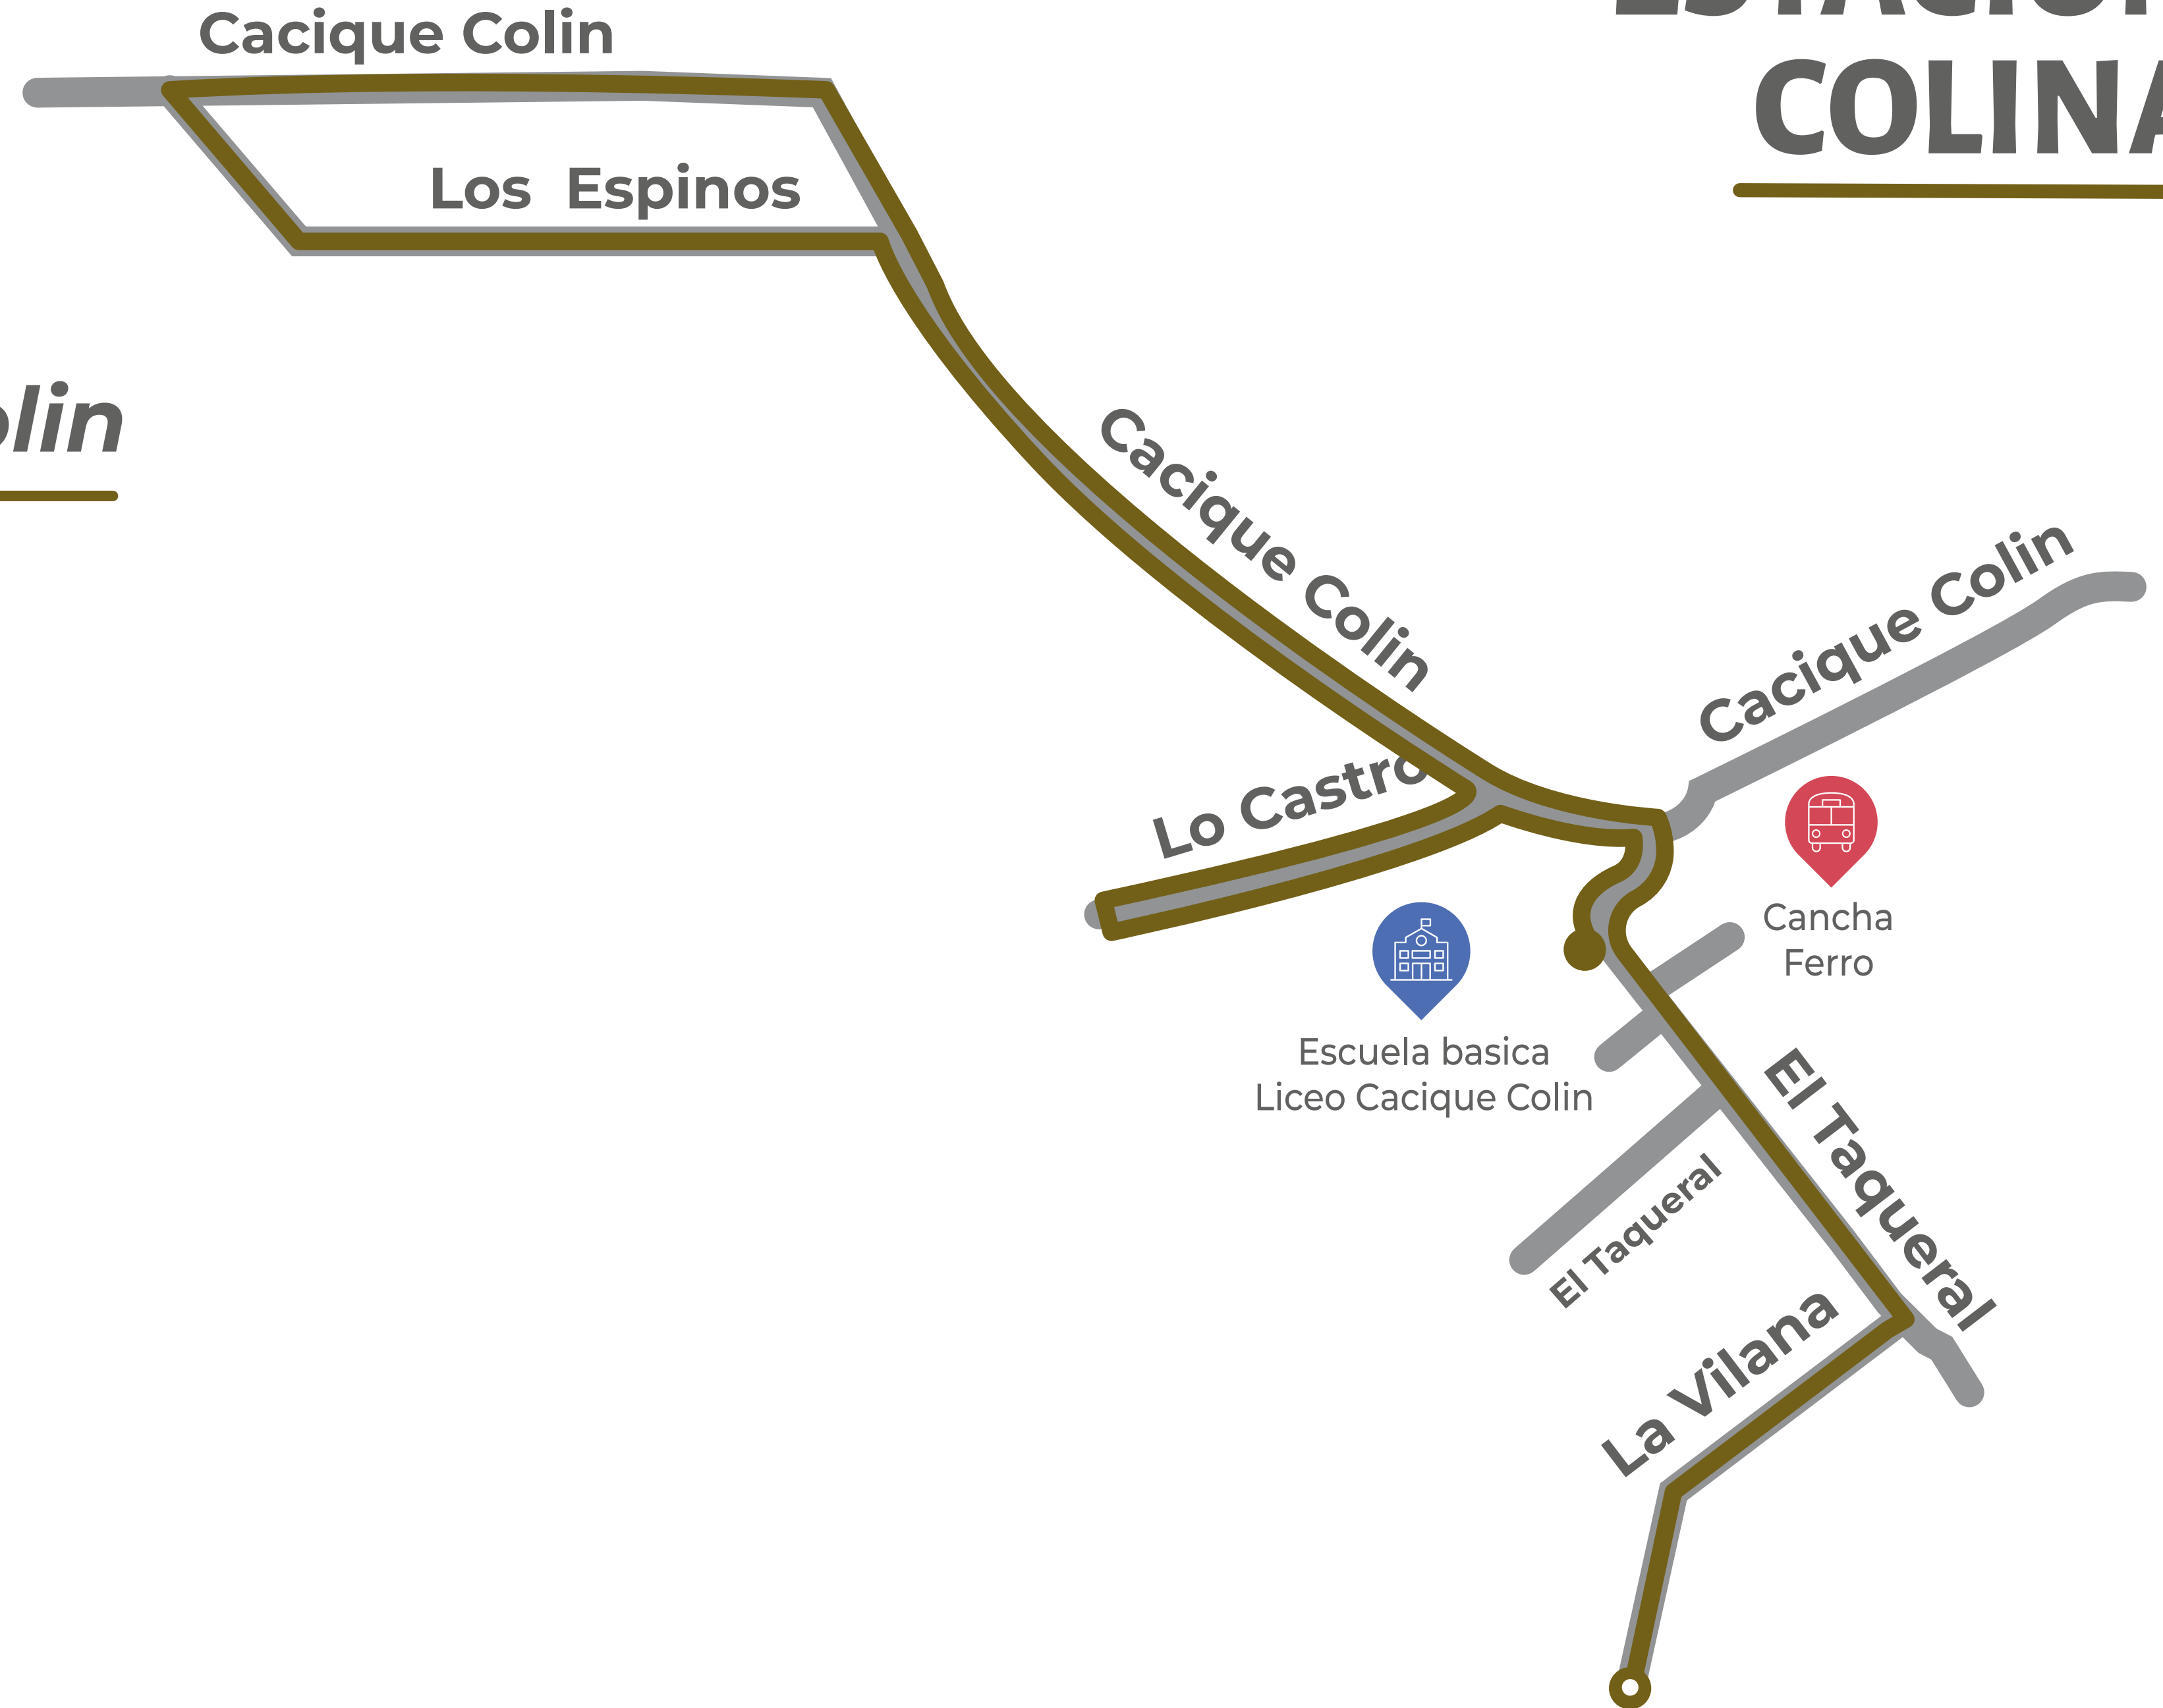 Cacique Colin
COLINA
Los Espinos
Cacique Collin
Cacique Colin
Lo Castro
Cancha
Ferro
Escuela basica
Liceo Cacique Colin
El Taqueral
El Taqueral
La Vilana